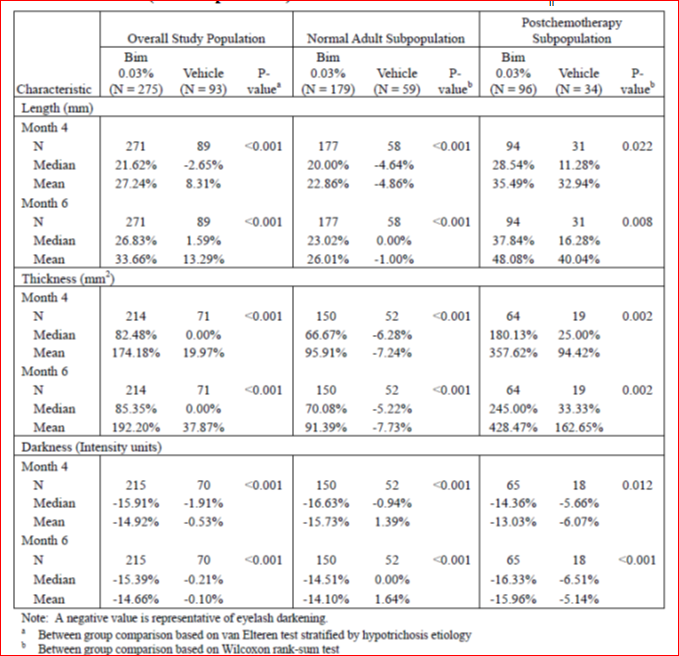 Overall Study Population Normal Adult Subpopulation Postchemotherapy Subpopulation
Characteristic Bim 0.03% (N = 275) Vehicle (N = 93) P-valueᵃ Bim 0.03% (N = 179) Vehicle (N = 59) P-valueᵇ Bim 0.03% (N = 96) Vehicle (N = 34) P-valueᵇ
Length (mm)
Month 4
N 271 89 <0.001 177 58 <0.001 94 31 0.022
Median 21.62% -2.65% 20.00% -4.64% 28.54% 11.28%
Mean 27.24% 8.31% 22.86% -4.86% 35.49% 32.94%
Month 6
N 271 89 <0.001 177 58 <0.001 94 31 0.008
Median 26.83% 1.59% 23.02% 0.00% 37.84% 16.28%
Mean 33.66% 13.29% 26.01% -1.00% 48.08% 40.04%
Thickness (mm²)
Month 4
N 214 71 <0.001 150 52 <0.001 64 19 0.002
Median 82.48% 0.00% 66.67% -6.28% 180.13% 25.00%
Mean 174.18% 19.97% 95.91% -7.24% 357.62% 94.42%
Month 6
N 214 71 <0.001 150 52 <0.001 64 19 0.002
Median 85.35% 0.00% 70.08% -5.22% 245.00% 33.33%
Mean 192.20% 37.87% 91.39% -7.73% 428.47% 162.65%
Darkness (Intensity units)
Month 4
N 215 70 <0.001 150 52 <0.001 65 18 0.012
Median -15.91% -1.91% -16.63% -0.94% -14.36% -5.66%
Mean -14.92% -0.53% -15.73% 1.39% -13.03% -6.07%
Month 6
N 215 70 <0.001 150 52 <0.001 65 18 <0.001
Median -15.39% -0.21% -14.51% 0.00% -16.33% -6.51%
Mean -14.66% -0.10% -14.10% 1.64% -15.96% -5.14%
Note: A negative value is representative of eyelash darkening.
ᵃ Between group comparison based on van Elteren test stratified by hypotrichosis etiology
ᵇ Between group comparison based on Wilcoxon rank-sum test